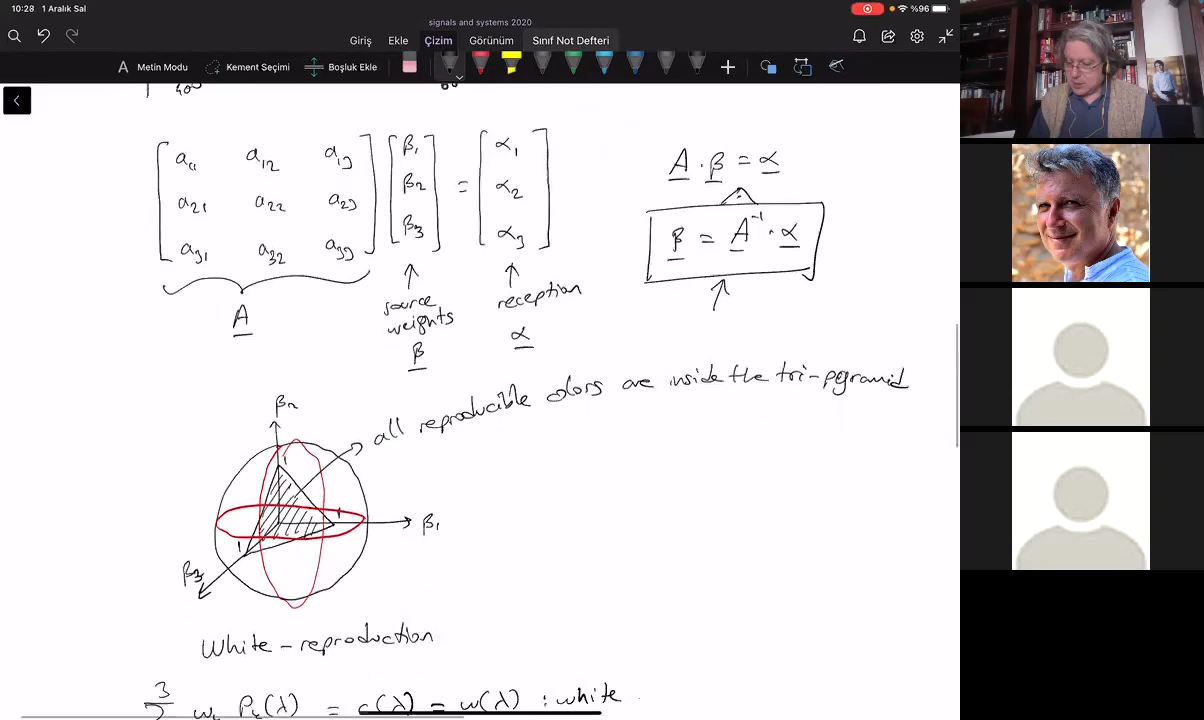 10:28 1 Aralık Sal
%96
signals and systems 2020
Giriş Ekle Çizim Görünüm Sınıf Not Defteri
Metin Modu Kement Seçimi Boşluk Ekle
a11 a12 a13 β1 α1
a21 a22 a23 β2 = α2
a31 a32 a33 β3 α3
A · β = α
β = A⁻¹ · α
A
source weights
β
reception
α
all reproducible colors are inside the tri-pyramid
β2
1
1
β1
1
β3
White-reproduction
3
Pi(λ) = c(λ) = w(λ) : white